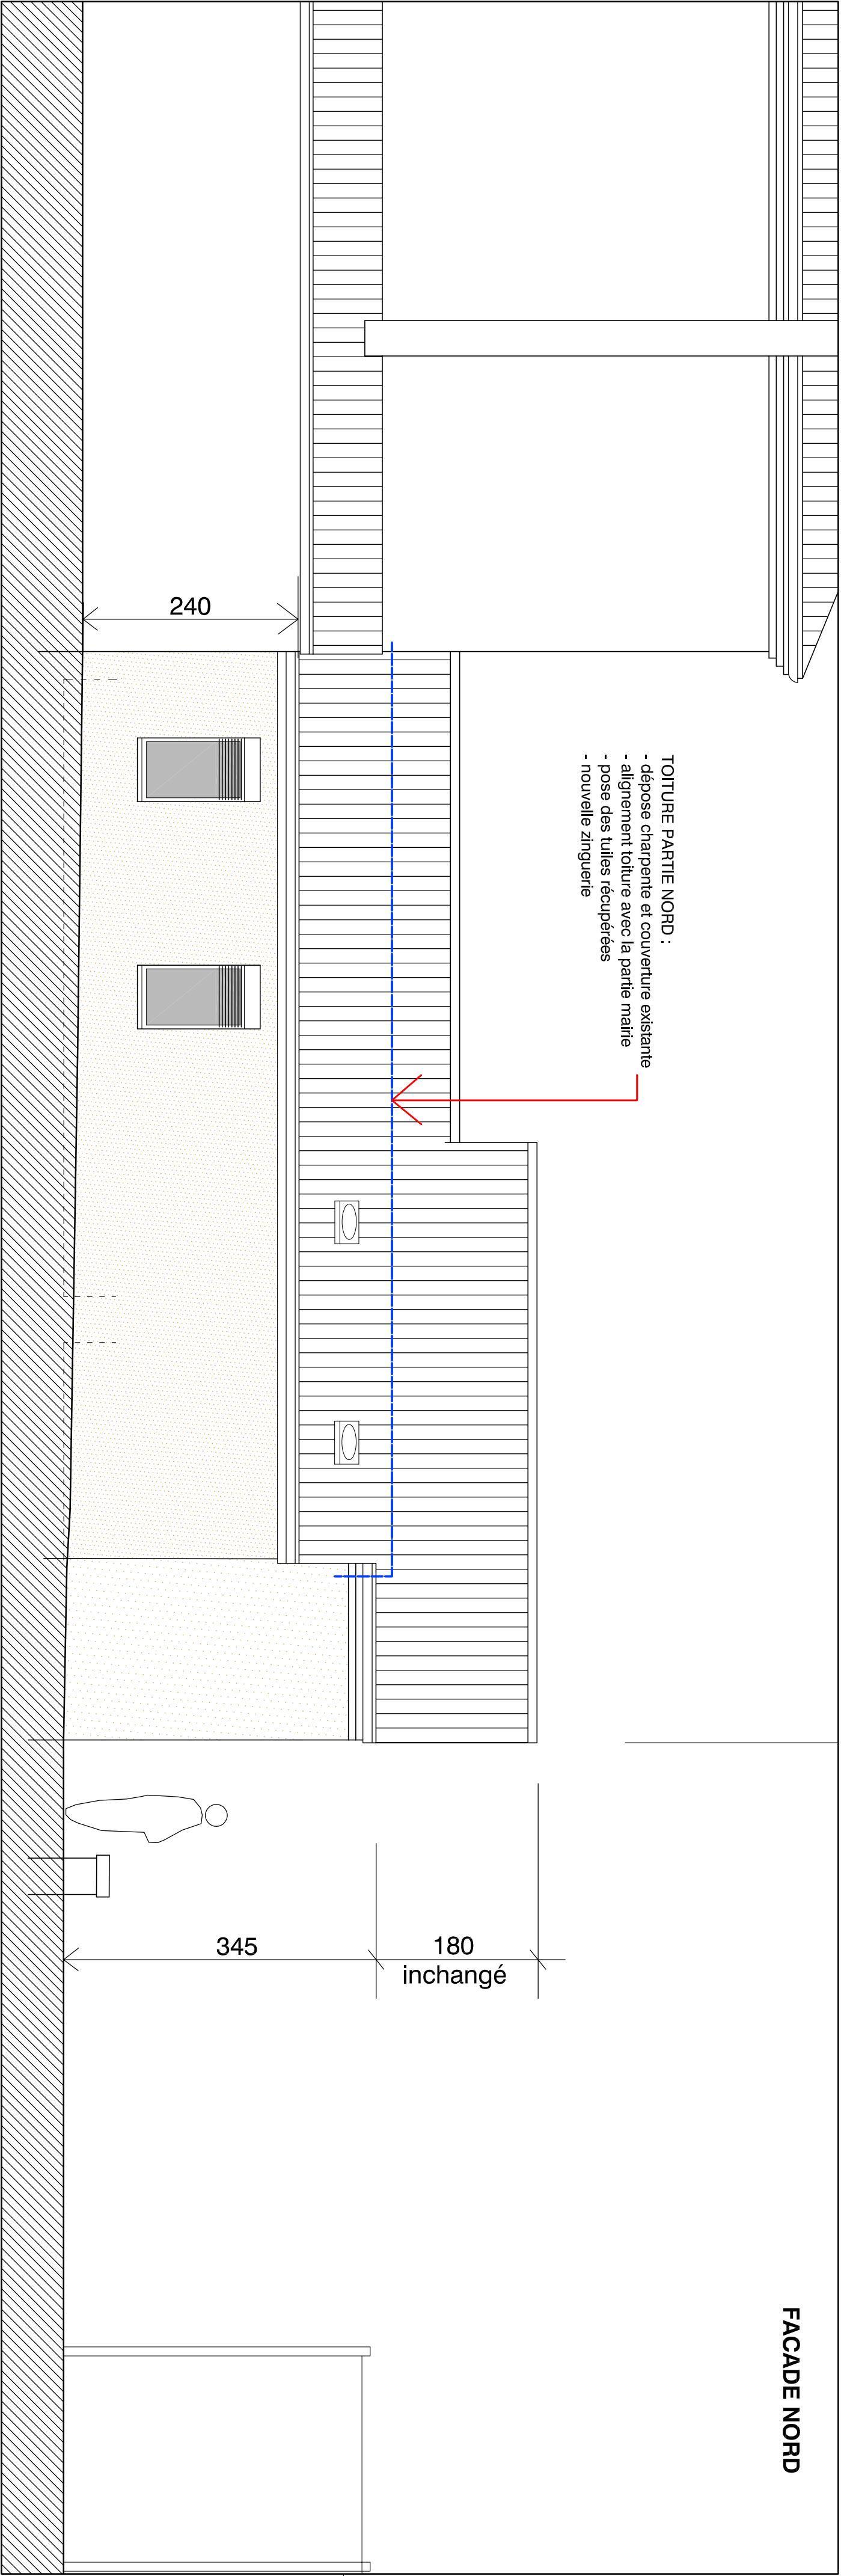 TOITURE PARTIE NORD :
- dépose charpente et couverture existante
- alignement toiture avec la partie mairie
- pose des tuiles récupérées
- nouvelle zinguerie
240
345
180
inchangé
FACADE NORD